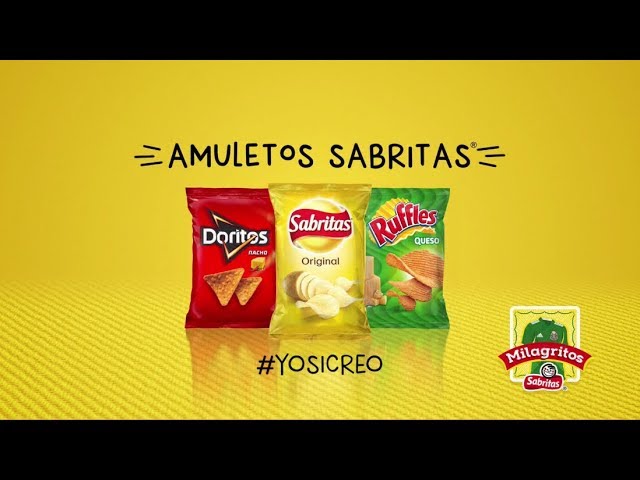 AMULETOS SABRITAS®
Doritos
NACHO
Sabritas
Original
Ruffles
QUESO
#YOSICREO
Milagritos
Sabritas